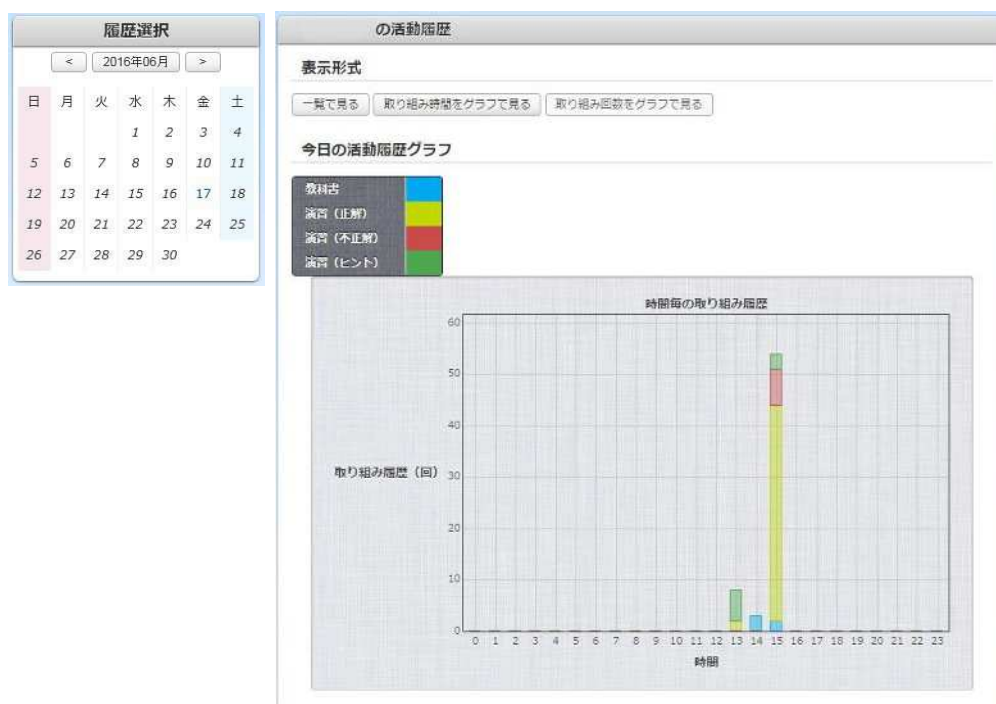 履歴選択
< 2016年06月 >
日 月 火 水 木 金 土
1 2 3 4
5 6 7 8 9 10 11
12 13 14 15 16 17 18
19 20 21 22 23 24 25
26 27 28 29 30
の活動履歴
表示形式
一覧で見る 取り組み時間をグラフで見る 取り組み回数をグラフで見る
今日の活動履歴グラフ
教科書
演習（正解）
演習（不正解）
演習（ヒント）
時間毎の取り組み履歴
60
50
40
取り組み履歴（回） 30
20
10
0
0 1 2 3 4 5 6 7 8 9 10 11 12 13 14 15 16 17 18 19 20 21 22 23
時間